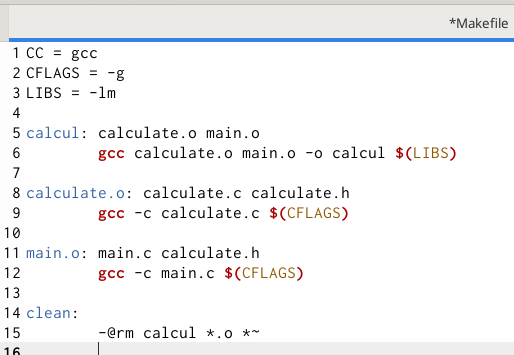 *Makefile
1 CC = gcc
2 CFLAGS = -g
3 LIBS = -lm
4
5 calcul: calculate.o main.o
6 gcc calculate.o main.o -o calcul $(LIBS)
7
8 calculate.o: calculate.c calculate.h
9 gcc -c calculate.c $(CFLAGS)
10
11 main.o: main.c calculate.h
12 gcc -c main.c $(CFLAGS)
13
14 clean:
15 -@rm calcul *.o *~
16